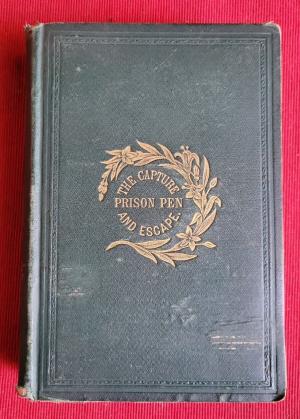 THE CAPTURE
PRISON PEN
AND ESCAPE.